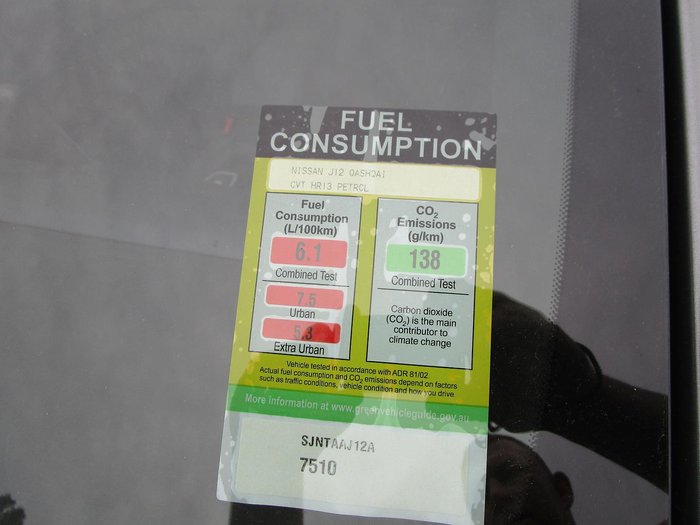 FUEL
CONSUMPTION
NISSAN J12 QASHQAI
CVT HR13 PETROL
Fuel
Consumption
(L/100km)
6.1
Combined Test
7.5
Urban
5.3
Extra Urban
CO₂
Emissions
(g/km)
138
Combined Test
Carbon dioxide
(CO₂) is the main
contributor to
climate change
Vehicle tested in accordance with ADR 81/02
Actual fuel consumption and CO₂ emissions depend on factors
such as traffic conditions, vehicle condition and how you drive
More information at www.greenvehicleguide.gov.au
SJNTAAJ12A
7510